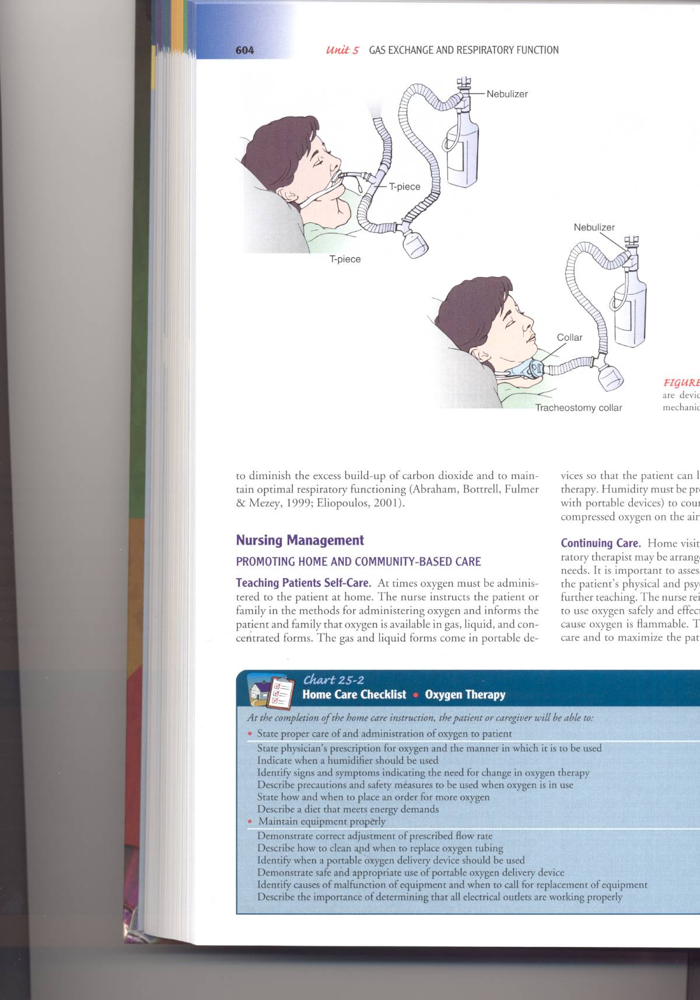 604
Unit 5 GAS EXCHANGE AND RESPIRATORY FUNCTION
Nebulizer
T-piece
T-piece
Nebulizer
Collar
Tracheostomy collar
FIGURE
are devic
mechanic
to diminish the excess build-up of carbon dioxide and to main-
tain optimal respiratory functioning (Abraham, Bottrell, Fulmer
& Mezey, 1999; Eliopoulos, 2001).
Nursing Management
PROMOTING HOME AND COMMUNITY-BASED CARE
Teaching Patients Self-Care. At times oxygen must be adminis-
tered to the patient at home. The nurse instructs the patient or
family in the methods for administering oxygen and informs the
patient and family that oxygen is available in gas, liquid, and con-
centrated forms. The gas and liquid forms come in portable de-
vices so that the patient can l
therapy. Humidity must be pr
with portable devices) to cou
compressed oxygen on the air
Continuing Care. Home visit
ratory therapist may be arrang
needs. It is important to asses
the patient's physical and psy
further teaching. The nurse rei
to use oxygen safely and effec
cause oxygen is flammable. T
care and to maximize the pat
Chart 25-2
Home Care Checklist • Oxygen Therapy
At the completion of the home care instruction, the patient or caregiver will be able to:
• State proper care of and administration of oxygen to patient
State physician's prescription for oxygen and the manner in which it is to be used
Indicate when a humidifier should be used
Identify signs and symptoms indicating the need for change in oxygen therapy
Describe precautions and safety measures to be used when oxygen is in use
State how and when to place an order for more oxygen
Describe a diet that meets energy demands
• Maintain equipment properly
Demonstrate correct adjustment of prescribed flow rate
Describe how to clean and when to replace oxygen tubing
Identify when a portable oxygen delivery device should be used
Demonstrate safe and appropriate use of portable oxygen delivery device
Identify causes of malfunction of equipment and when to call for replacement of equipment
Describe the importance of determining that all electrical outlets are working properly